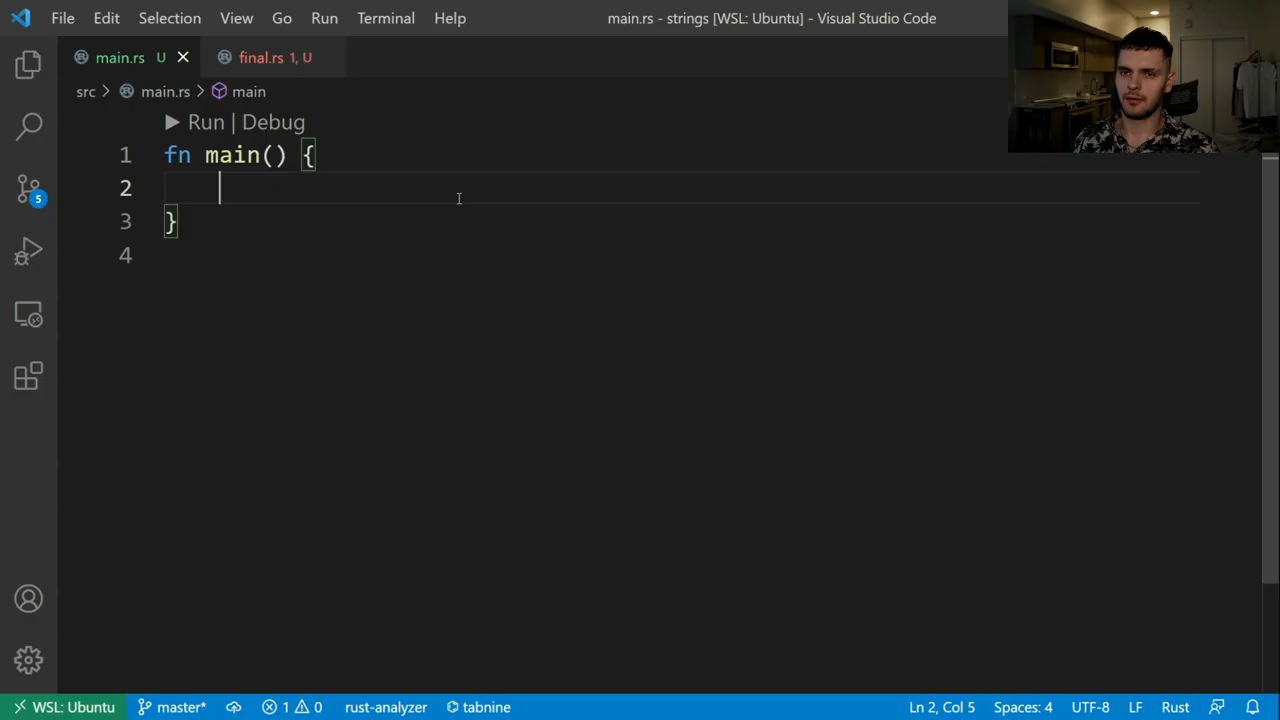 File Edit Selection View Go Run Terminal Help main.rs - strings [WSL: Ubuntu] - Visual Studio Code
main.rs U final.rs 1, U
src main.rs main
Run | Debug
1 fn main() {
2
3 }
4
5
WSL: Ubuntu master* 1 0 rust-analyzer tabnine Ln 2, Col 5 Spaces: 4 UTF-8 LF Rust